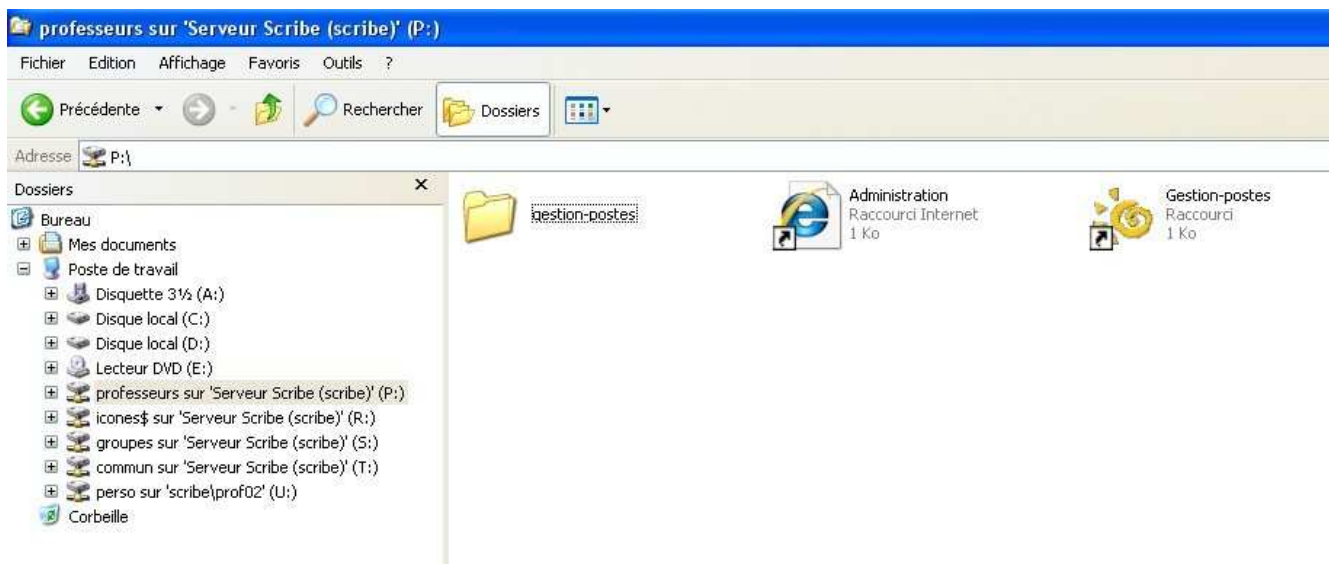 professeurs sur 'Serveur Scribe (scribe)' (P:)
Fichier Edition Affichage Favoris Outils ?
Précédente Rechercher Dossiers
Adresse P:\
Dossiers
Bureau
Mes documents
Poste de travail
Disquette 3½ (A:)
Disque local (C:)
Disque local (D:)
Lecteur DVD (E:)
professeurs sur 'Serveur Scribe (scribe)' (P:)
icones$ sur 'Serveur Scribe (scribe)' (R:)
groupes sur 'Serveur Scribe (scribe)' (S:)
commun sur 'Serveur Scribe (scribe)' (T:)
perso sur 'scribe\prof02' (U:)
Corbeille
gestion-postes
Administration
Raccourci Internet
1 Ko
Gestion-postes
Raccourci
1 Ko